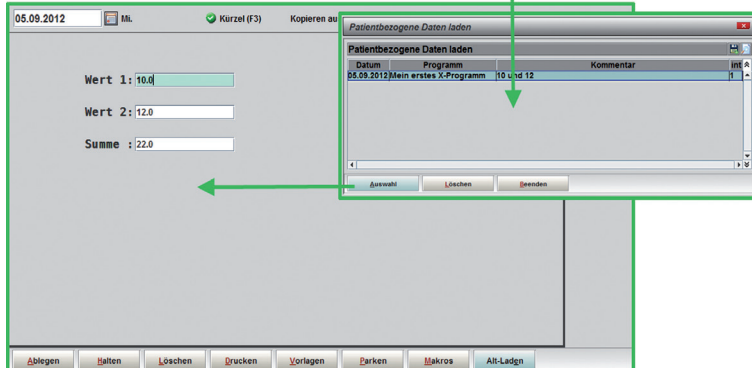 05.09.2012 Mi. Kürzel (F3) Kopieren au
Patientbezogene Daten laden
Patientbezogene Daten laden
Datum Programm Kommentar int
05.09.2012 Mein erstes X-Programm 10 und 12 1
Wert 1: 10.0
Wert 2: 12.0
Summe : 22.0
Auswahl Löschen Beenden
Ablegen Halten Löschen Drucken Vorlagen Parken Makros Alt-Laden